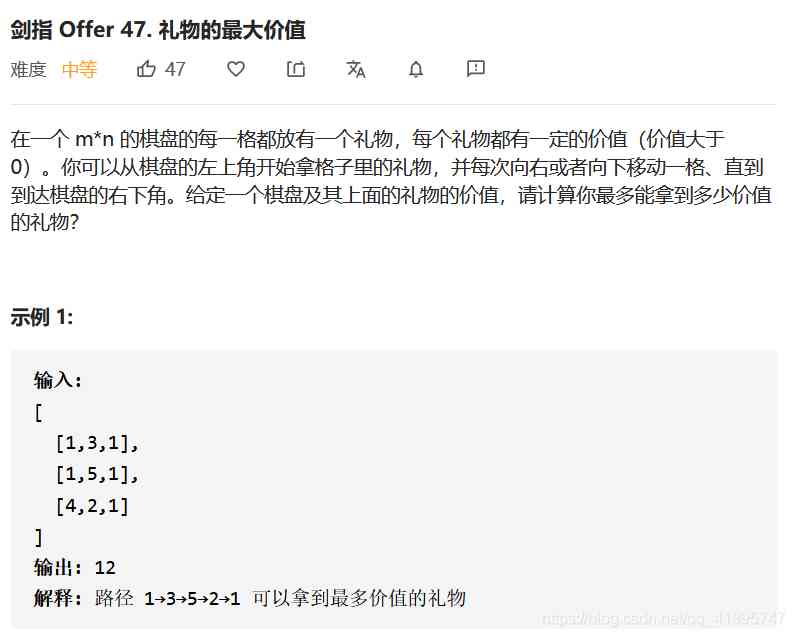 剑指 Offer 47. 礼物的最大价值
难度 中等 47
在一个 m*n 的棋盘的每一格都放有一个礼物，每个礼物都有一定的价值（价值大于
0）。你可以从棋盘的左上角开始拿格子里的礼物，并每次向右或者向下移动一格、直到
到达棋盘的右下角。给定一个棋盘及其上面的礼物的价值，请计算你最多能拿到多少价值
的礼物？
示例 1:
输入:
[
[1,3,1],
[1,5,1],
[4,2,1]
]
输出: 12
解释: 路径 1→3→5→2→1 可以拿到最多价值的礼物
https://blog.csdn.net/qq_41895747